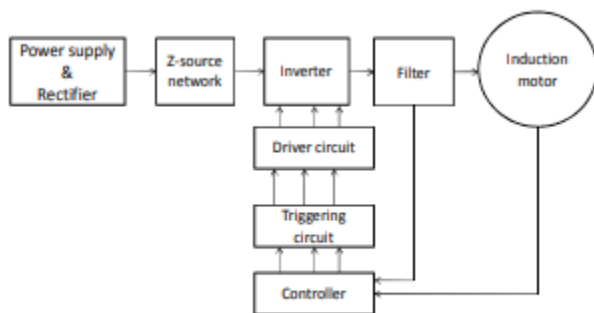 Power supply
&
Rectifier
Z-source
network
Inverter
Filter
Induction
motor
Driver circuit
Triggering
circuit
Controller